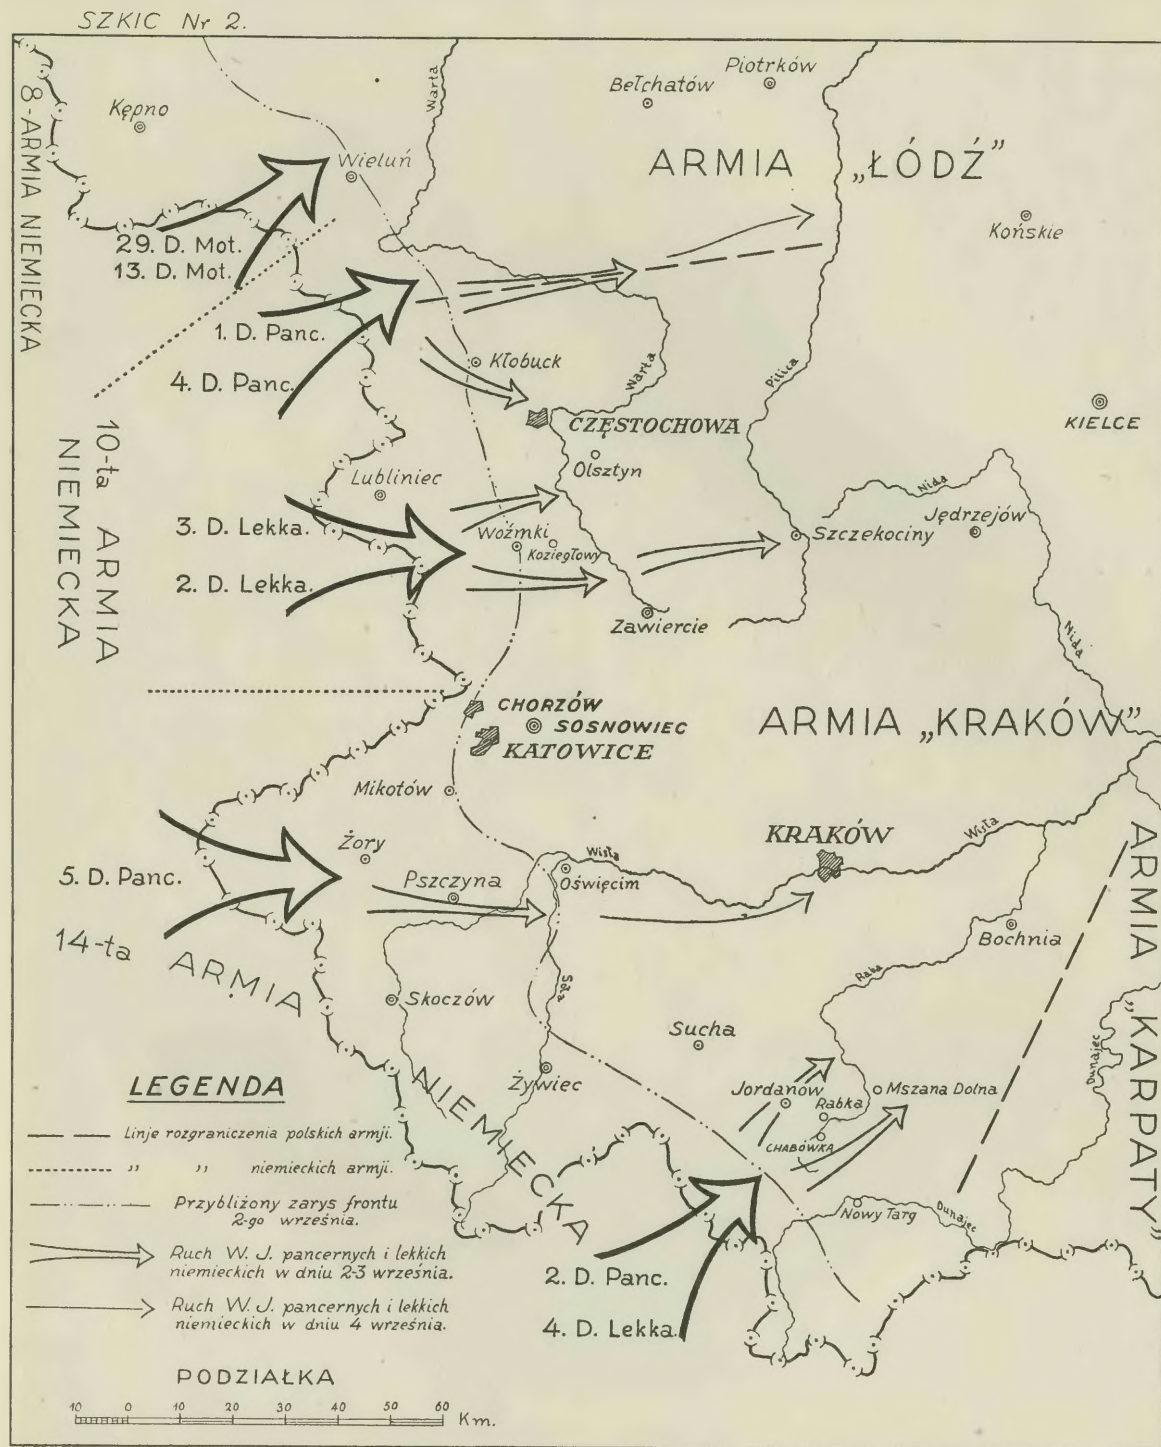 SZKIC Nr 2.
8-ARMIA NIEMIECKA
Kępno
Wieluń
Warta
Bełchatów
Piotrków
ARMIA „ŁÓDŹ”
Końskie
29. D. Mot.
13. D. Mot.
1. D. Panc.
4. D. Panc.
Kłobuck
Warta
Pilica
KIELCE
CZĘSTOCHOWA
Olsztyn
10-ta ARMIA
NIEMIECKA
Lubliniec
3. D. Lekka.
Woźmki
Koziegłowy
2. D. Lekka.
Nida
Jędrzejów
Szczekociny
Zawiercie
Nida
CHORZÓW
SOSNOWIEC
KATOWICE
ARMIA „KRAKÓW”
Mikołów
Żory
KRAKÓW
Wisła
Wisła
5. D. Panc.
Pszczyna
Oświęcim
14-ta ARMIA
NIEMIECKA
Bochnia
Raba
ARMIA
„KARPATY”
Skoczów
Soła
Sucha
Dunajec
Żywiec
Jordanów
Rabka
Mszana Dolna
CHABÓWKA
Nowy Targ
Dunajec
2. D. Panc.
4. D. Lekka.
LEGENDA
Linje rozgraniczenia polskich armji.
" " niemieckich armji.
Przybliżony zarys frontu
2-go września.
Ruch W. J. pancernych i lekkich
niemieckich w dniu 2-3 września.
Ruch W. J. pancernych i lekkich
niemieckich w dniu 4 września.
PODZIAŁKA
10 0 10 20 30 40 50 60 Km.